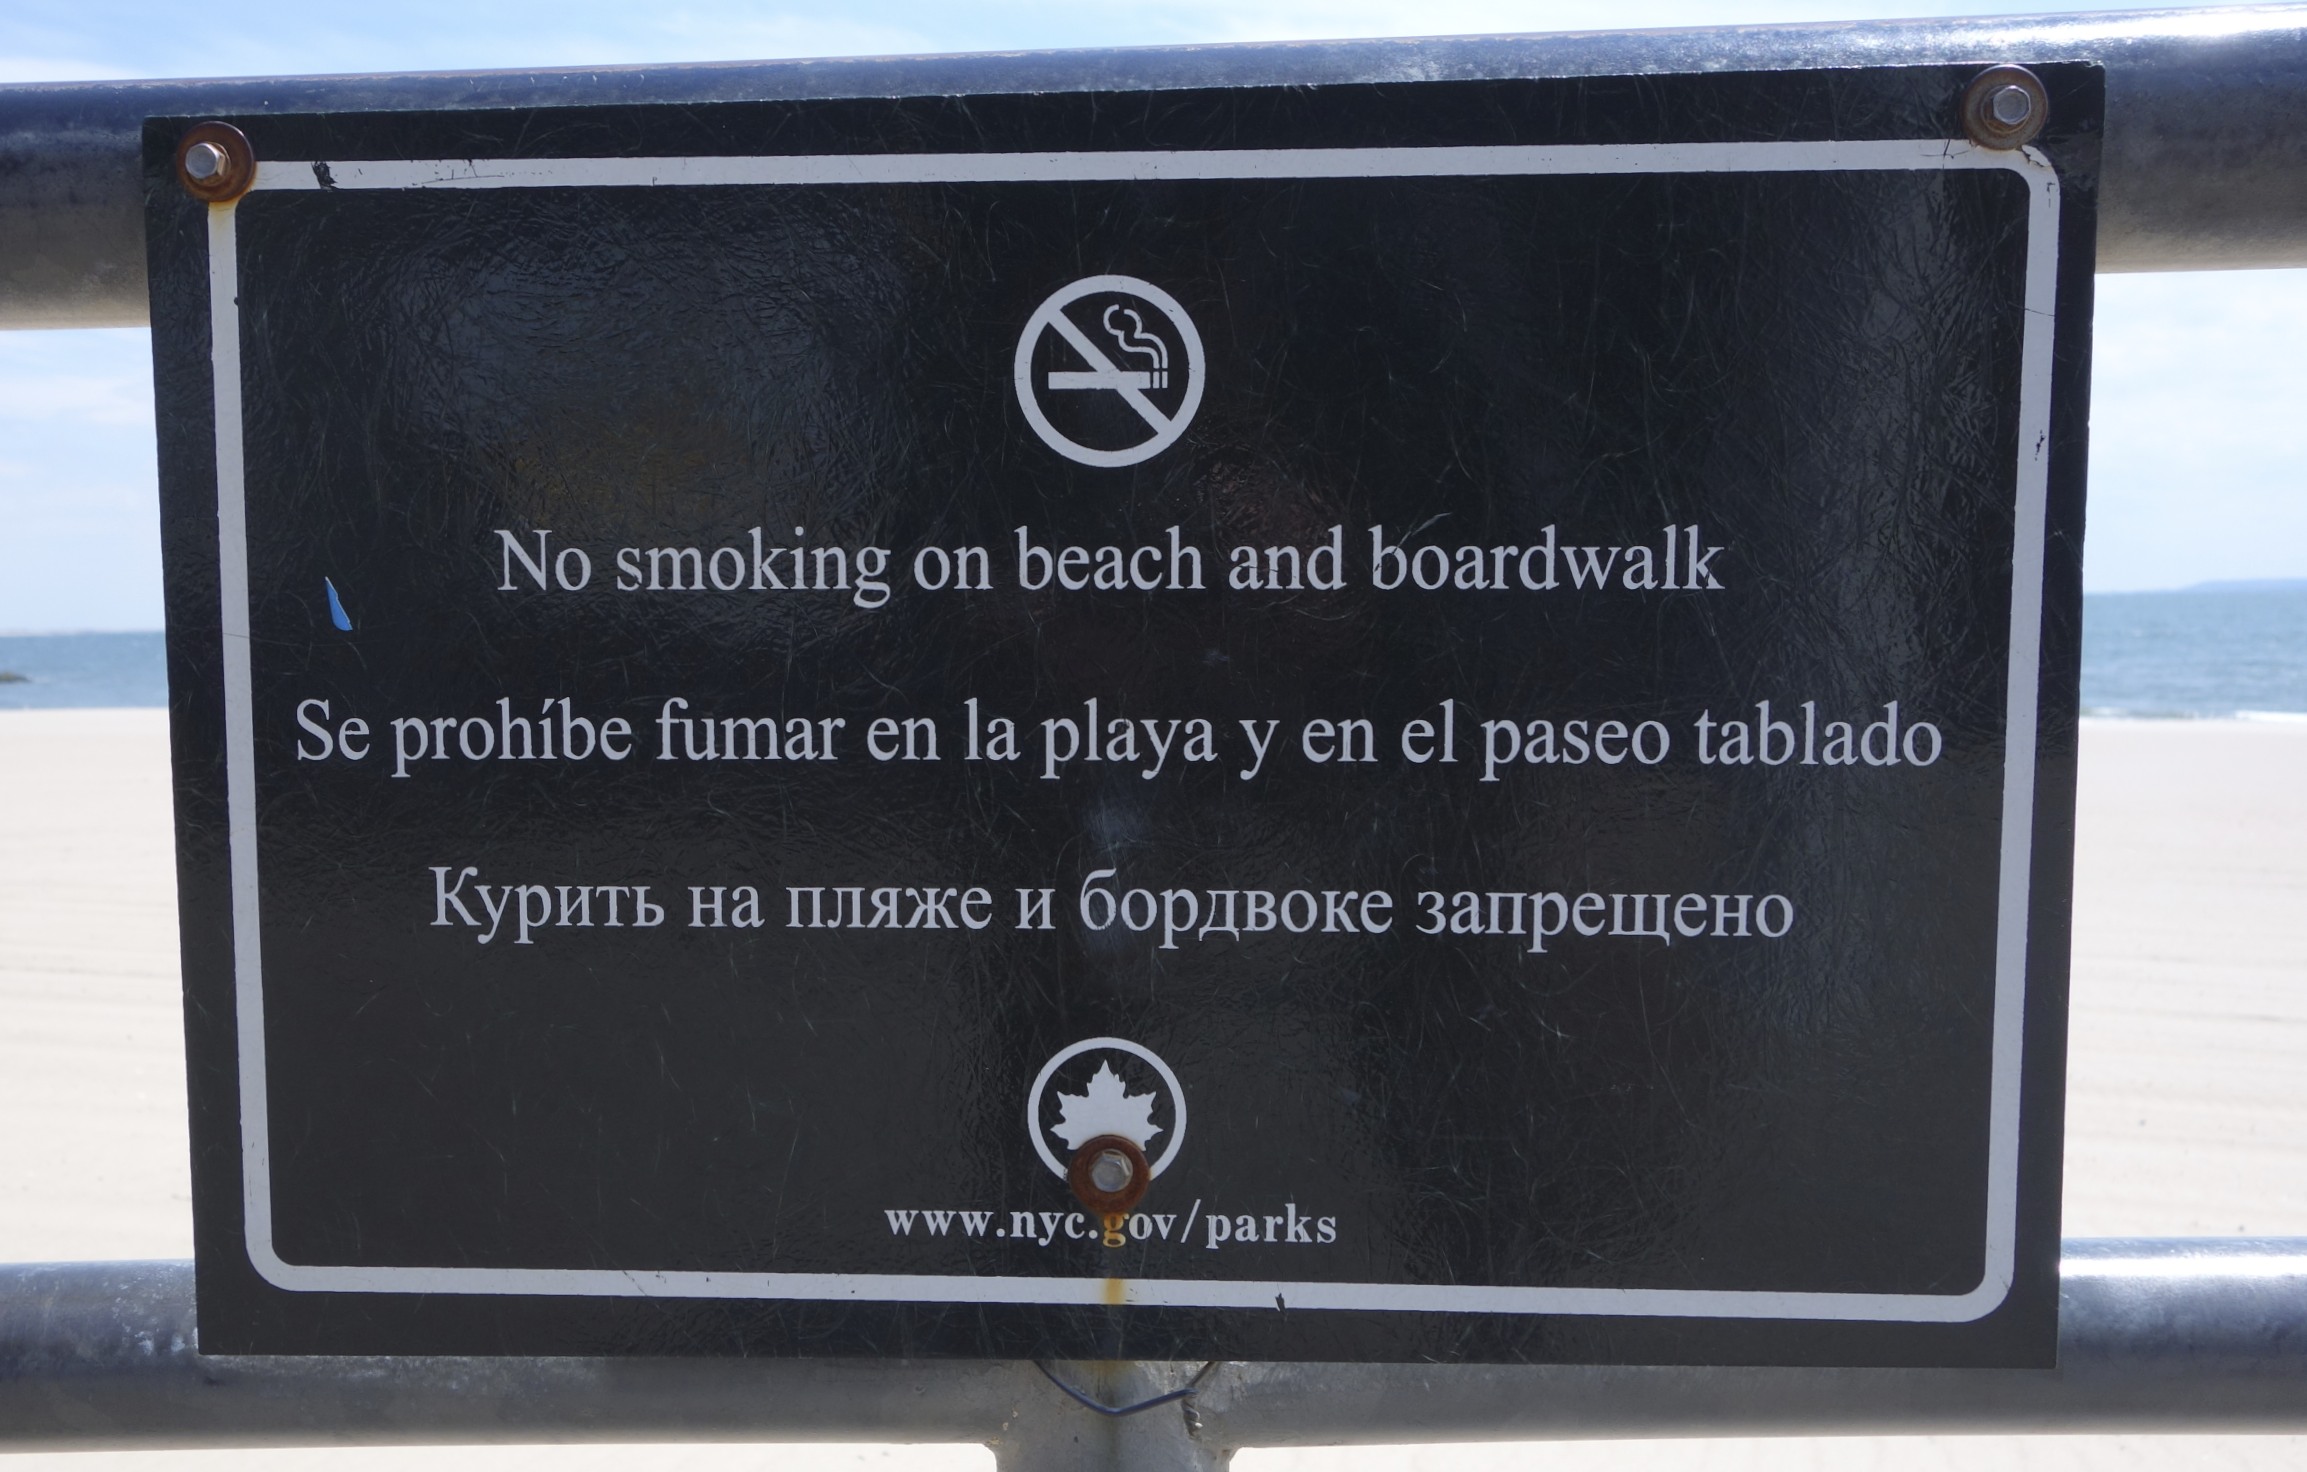 No smoking on beach and boardwalk
Se prohíbe fumar en la playa y en el paseo tablado
Курить на пляже и бордвоке запрещено
www.nyc.gov/parks